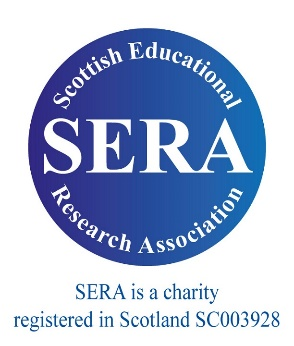 Scottish Educational
SERA
Research Association
SERA is a charity
registered in Scotland SC003928